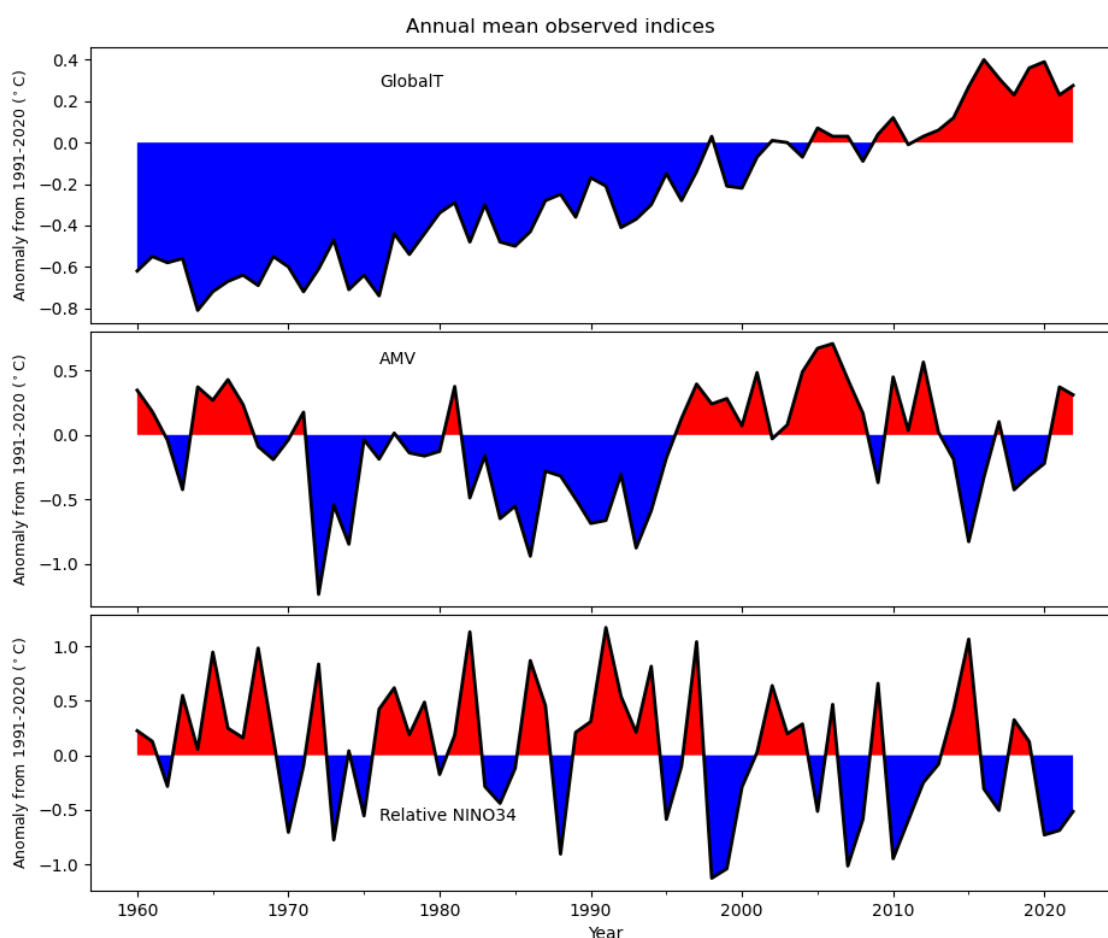 Annual mean observed indices
Anomaly from 1991-2020 (°C)
0.4
0.2
0.0
−0.2
−0.4
−0.6
−0.8
GlobalT
Anomaly from 1991-2020 (°C)
0.5
0.0
−0.5
−1.0
AMV
Anomaly from 1991-2020 (°C)
1.0
0.5
0.0
−0.5
−1.0
Relative NINO34
1960 1970 1980 1990 2000 2010 2020
Year